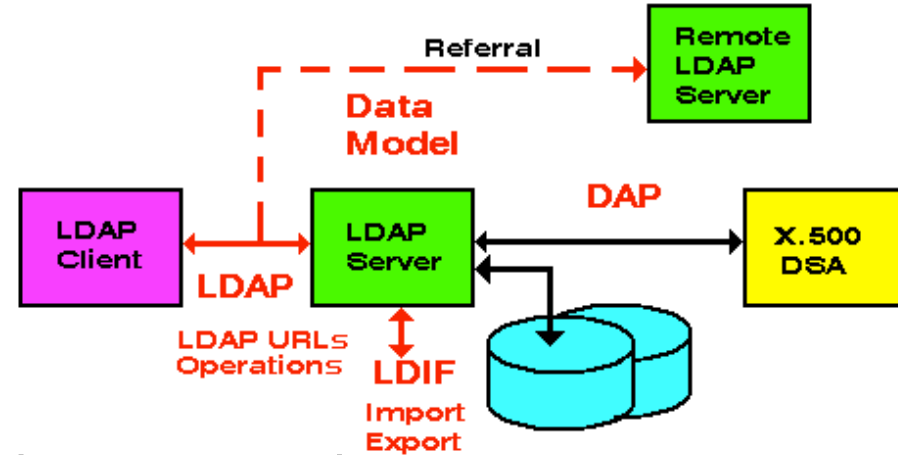 Referral
Remote
LDAP
Server
Data
Model
DAP
LDAP
Client
LDAP
Server
X.500
DSA
LDAP
LDAP URLs
Operations
LDIF
Import
Export